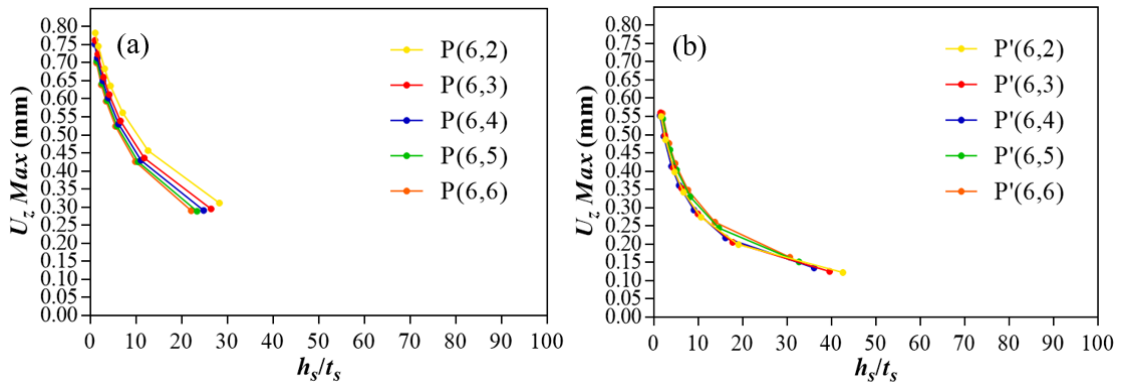 (a)
U_z Max (mm)
0.80
0.75
0.70
0.65
0.60
0.55
0.50
0.45
0.40
0.35
0.30
0.25
0.20
0.15
0.10
0.05
0.00
P(6,2)
P(6,3)
P(6,4)
P(6,5)
P(6,6)
0 10 20 30 40 50 60 70 80 90 100
h_s/t_s
(b)
U_z Max (mm)
0.80
0.75
0.70
0.65
0.60
0.55
0.50
0.45
0.40
0.35
0.30
0.25
0.20
0.15
0.10
0.05
0.00
P'(6,2)
P'(6,3)
P'(6,4)
P'(6,5)
P'(6,6)
0 10 20 30 40 50 60 70 80 90 100
h_s/t_s